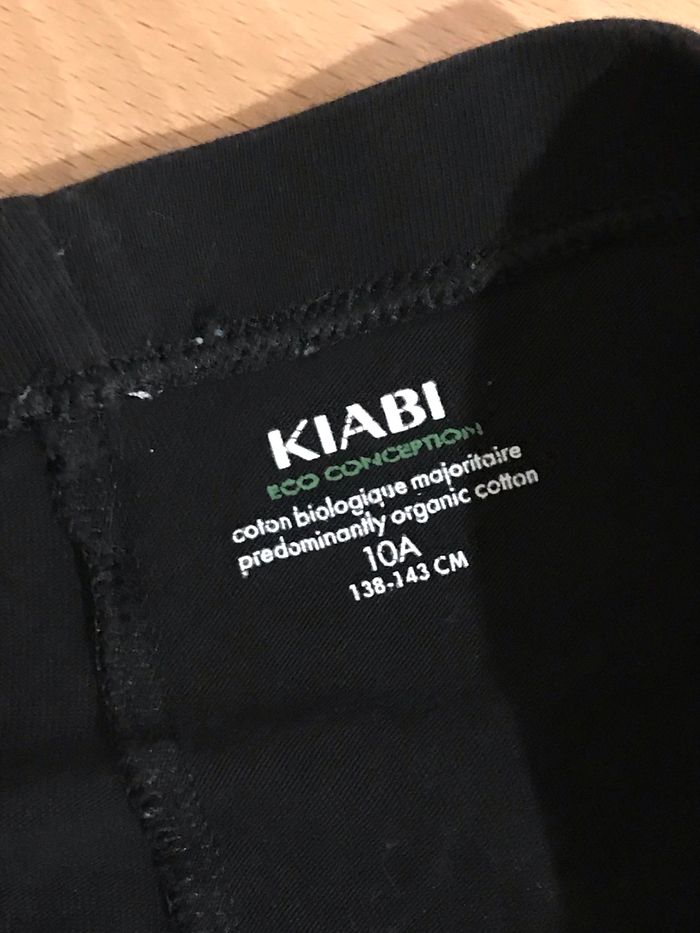 KIABI
ECO CONCEPTION
coton biologique majoritaire
predominantly organic cotton
10A
138-143 CM